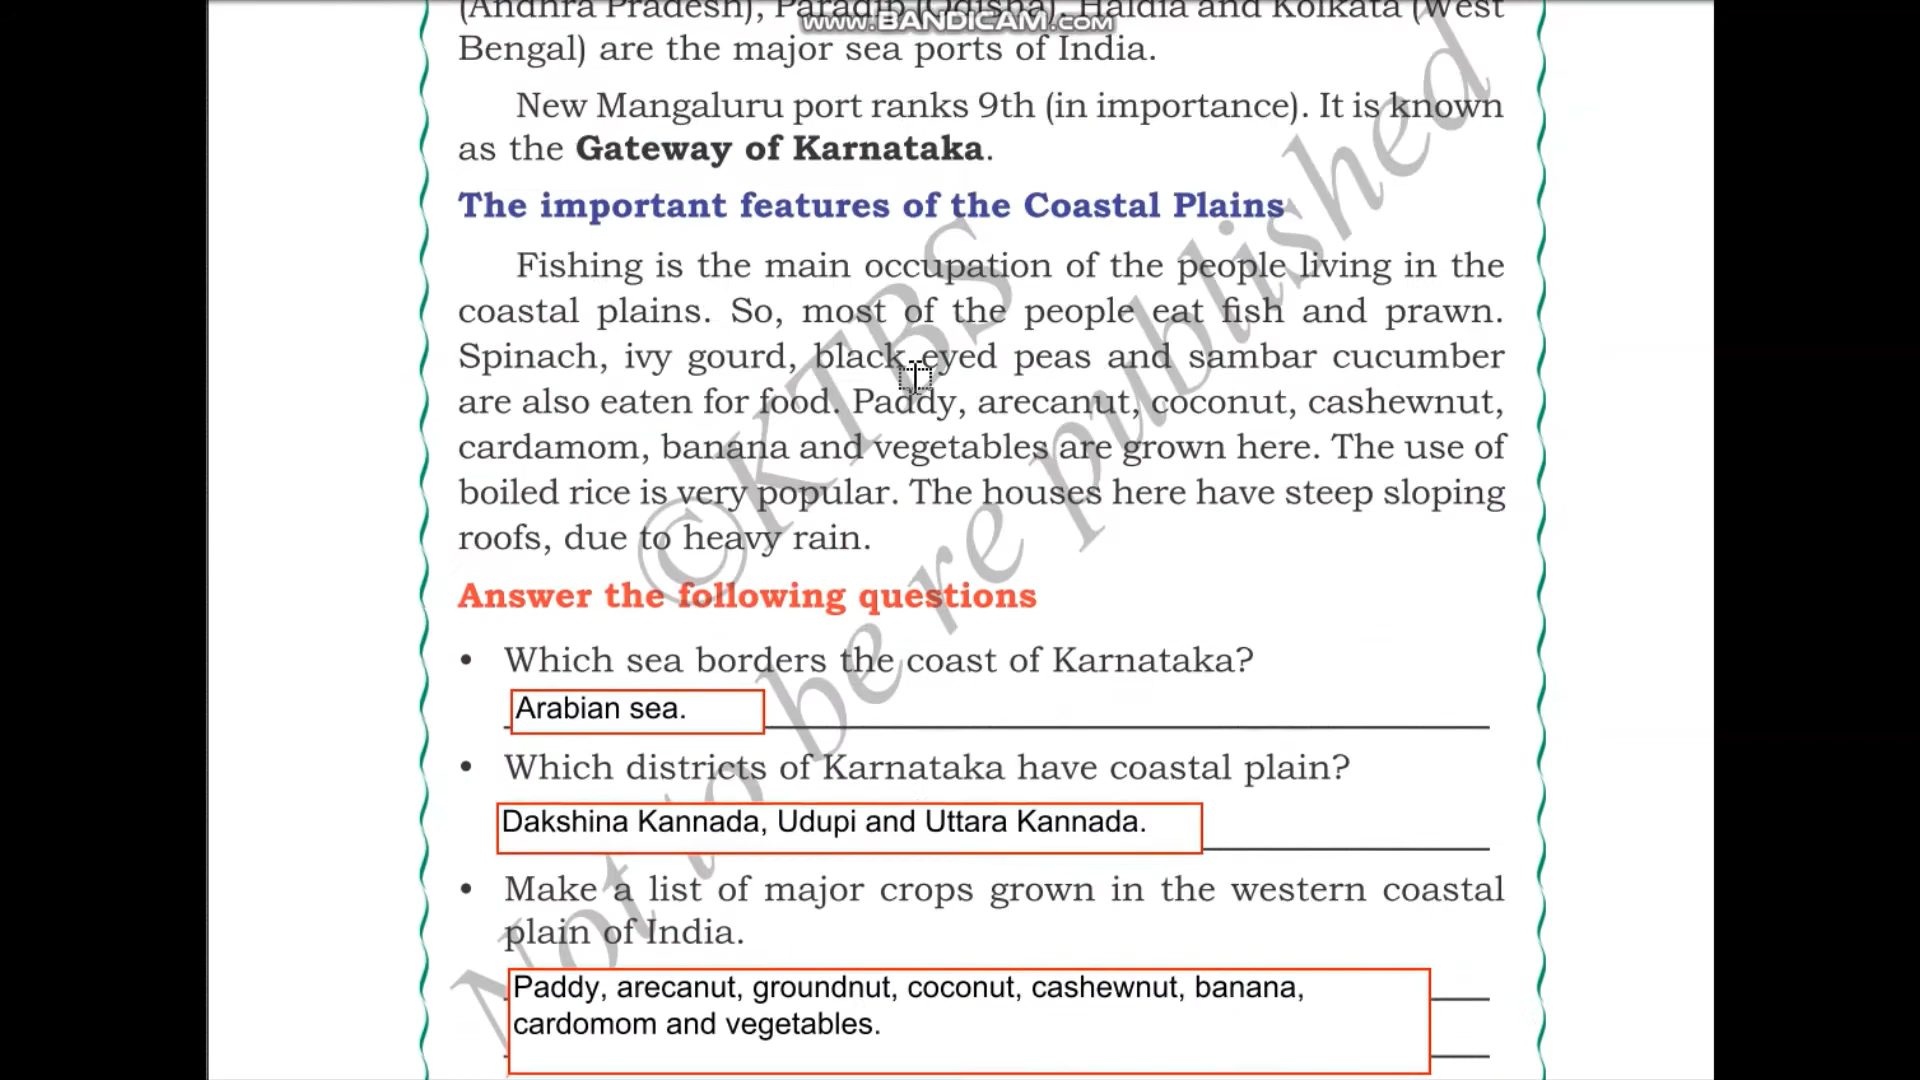 (Andhra Pradesh), Paradip (Odisha), Haldia and Kolkata (West
www.BANDICAM.com
Bengal) are the major sea ports of India.
New Mangaluru port ranks 9th (in importance). It is known
as the Gateway of Karnataka.
The important features of the Coastal Plains
Fishing is the main occupation of the people living in the
coastal plains. So, most of the people eat fish and prawn.
Spinach, ivy gourd, black eyed peas and sambar cucumber
are also eaten for food. Paddy, arecanut, coconut, cashewnut,
cardamom, banana and vegetables are grown here. The use of
boiled rice is very popular. The houses here have steep sloping
roofs, due to heavy rain.
©KTBS
Not to be re published
Answer the following questions
• Which sea borders the coast of Karnataka?
Arabian sea.
• Which districts of Karnataka have coastal plain?
Dakshina Kannada, Udupi and Uttara Kannada.
• Make a list of major crops grown in the western coastal
plain of India.
Paddy, arecanut, groundnut, coconut, cashewnut, banana,
cardomom and vegetables.